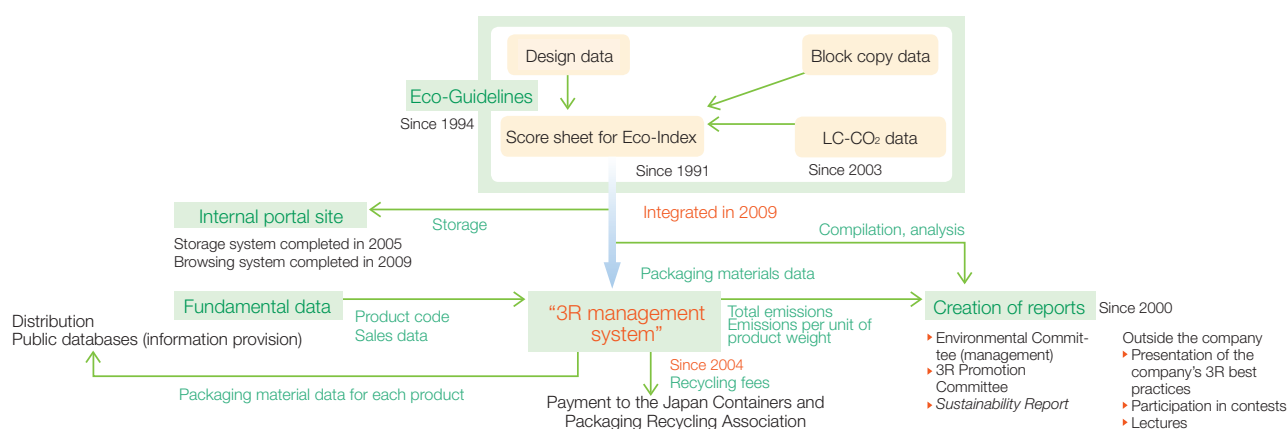 Design data
Block copy data
Eco-Guidelines
Since 1994
Score sheet for Eco-Index
LC-CO₂ data
Since 1991
Since 2003
Internal portal site
Storage
Integrated in 2009
Compilation, analysis
Storage system completed in 2005
Browsing system completed in 2009
Packaging materials data
Fundamental data
Product code
Sales data
“3R management
system”
Total emissions
Emissions per unit of
product weight
Creation of reports
Since 2000
Distribution
Public databases (information provision)
Packaging material data for each product
Since 2004
Recycling fees
Payment to the Japan Containers and
Packaging Recycling Association
Environmental Commit-
tee (management)
3R Promotion
Committee
Sustainability Report
Outside the company
Presentation of the
company’s 3R best
practices
Participation in contests
Lectures